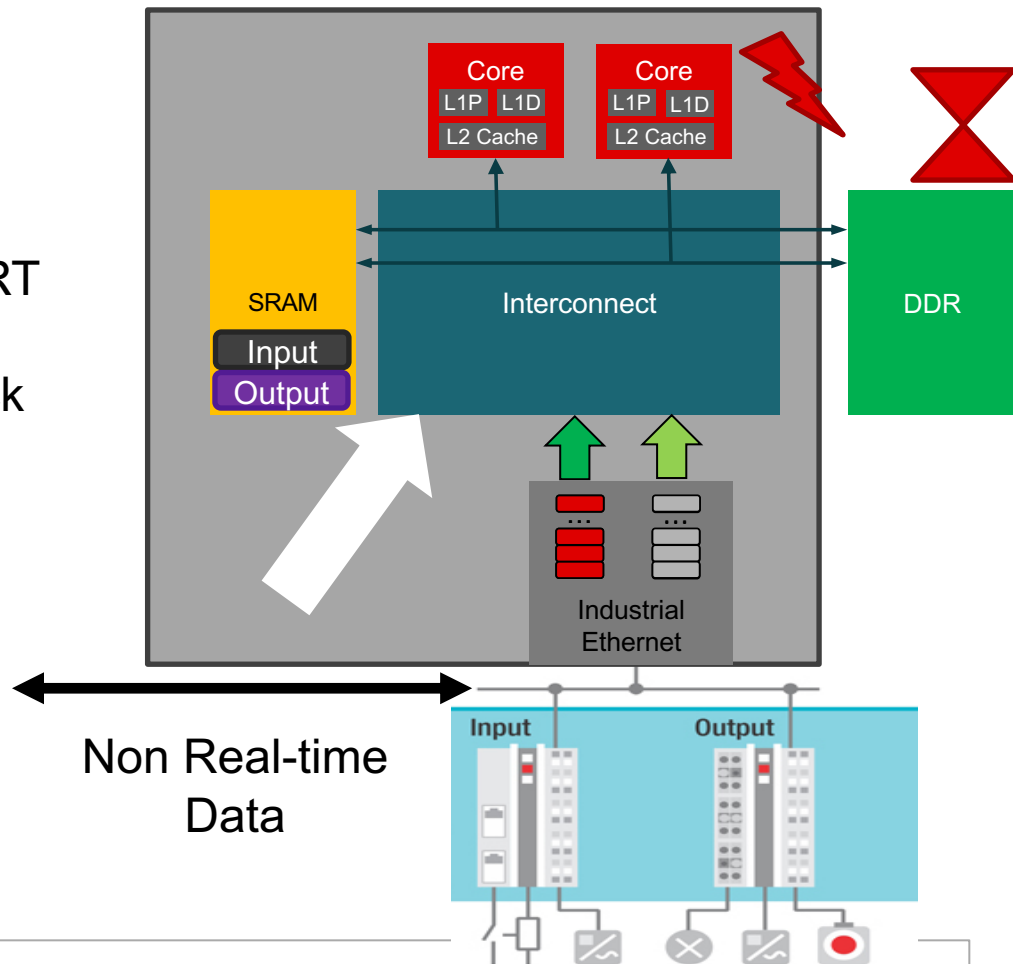 Core
L1P L1D
L2 Cache
Core
L1P L1D
L2 Cache
RT
k
SRAM
Input
Output
Interconnect
DDR
...
...
Industrial
Ethernet
Non Real-time
Data
Input
Output